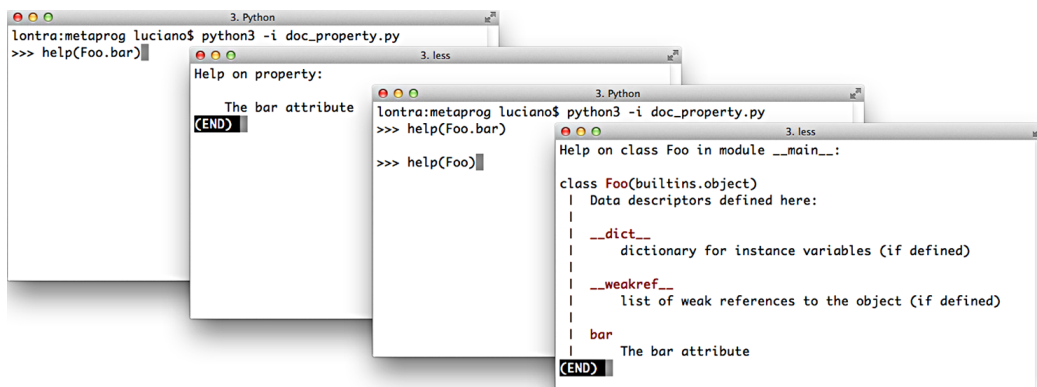 3. Python
lontra:metaprog luciano$ python3 -i doc_property.py
>>> help(Foo.bar)
3. less
Help on property:
The bar attribute
(END)
3. Python
lontra:metaprog luciano$ python3 -i doc_property.py
>>> help(Foo.bar)
>>> help(Foo)
3. less
Help on class Foo in module __main__:
class Foo(builtins.object)
 |  Data descriptors defined here:
 |
 |  __dict__
 |      dictionary for instance variables (if defined)
 |
 |  __weakref__
 |      list of weak references to the object (if defined)
 |
 |  bar
 |      The bar attribute
(END)